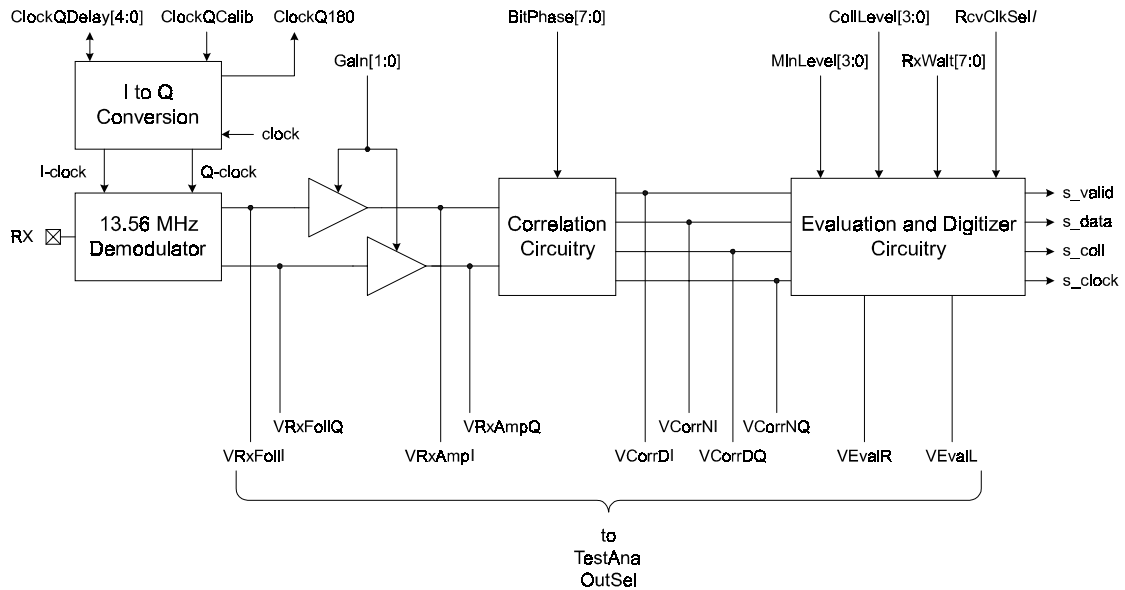 ClockQDelay[4:0]
ClockQCalib
ClockQ180
BitPhase[7:0]
CollLevel[3:0]
RcvClkSelI
Gain[1:0]
MinLevel[3:0]
RxWait[7:0]
I to Q
Conversion
clock
I-clock
Q-clock
RX
13.56 MHz
Demodulator
Correlation
Circuitry
Evaluation and Digitizer
Circuitry
s_valid
s_data
s_coll
s_clock
VRxFollQ
VRxAmpQ
VCorrNI
VCorrNQ
VRxFollI
VRxAmpI
VCorrDI
VCorrDQ
VEvalR
VEvalL
to
TestAna
OutSel